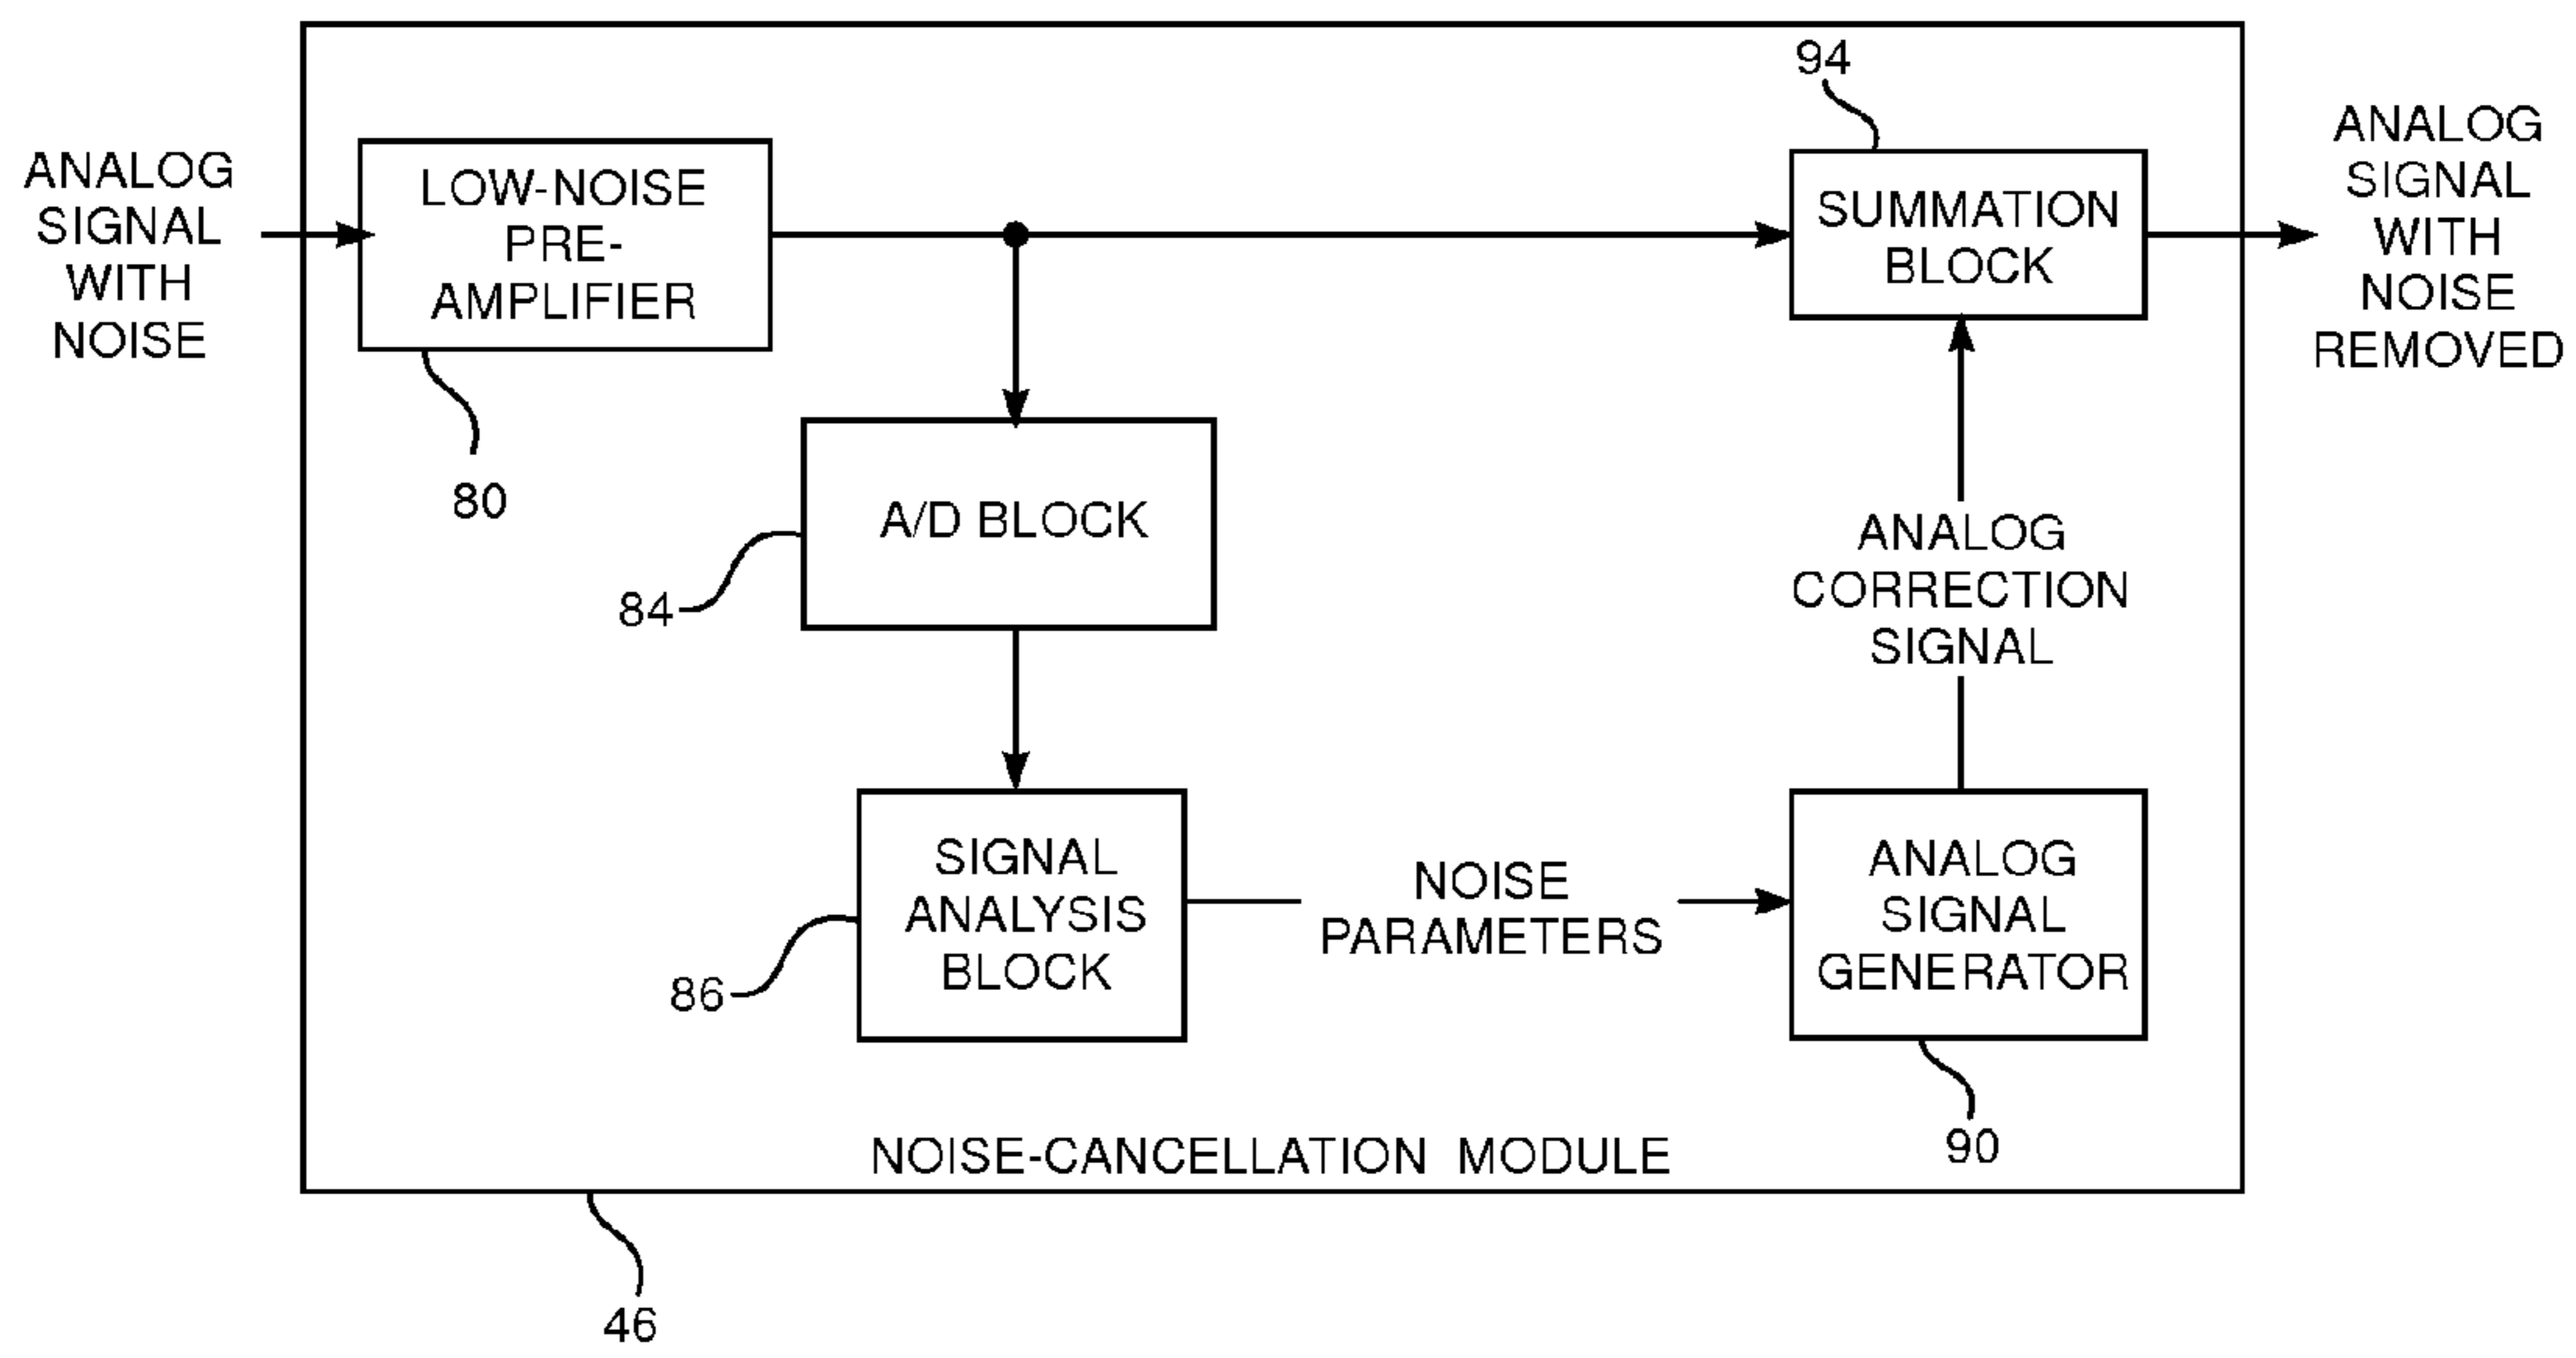 ANALOG
SIGNAL
WITH
NOISE
LOW-NOISE
PRE-
AMPLIFIER
80
94
SUMMATION
BLOCK
ANALOG
SIGNAL
WITH
NOISE
REMOVED
A/D BLOCK
84
ANALOG
CORRECTION
SIGNAL
SIGNAL
ANALYSIS
BLOCK
86
NOISE
PARAMETERS
ANALOG
SIGNAL
GENERATOR
90
NOISE-CANCELLATION MODULE
46